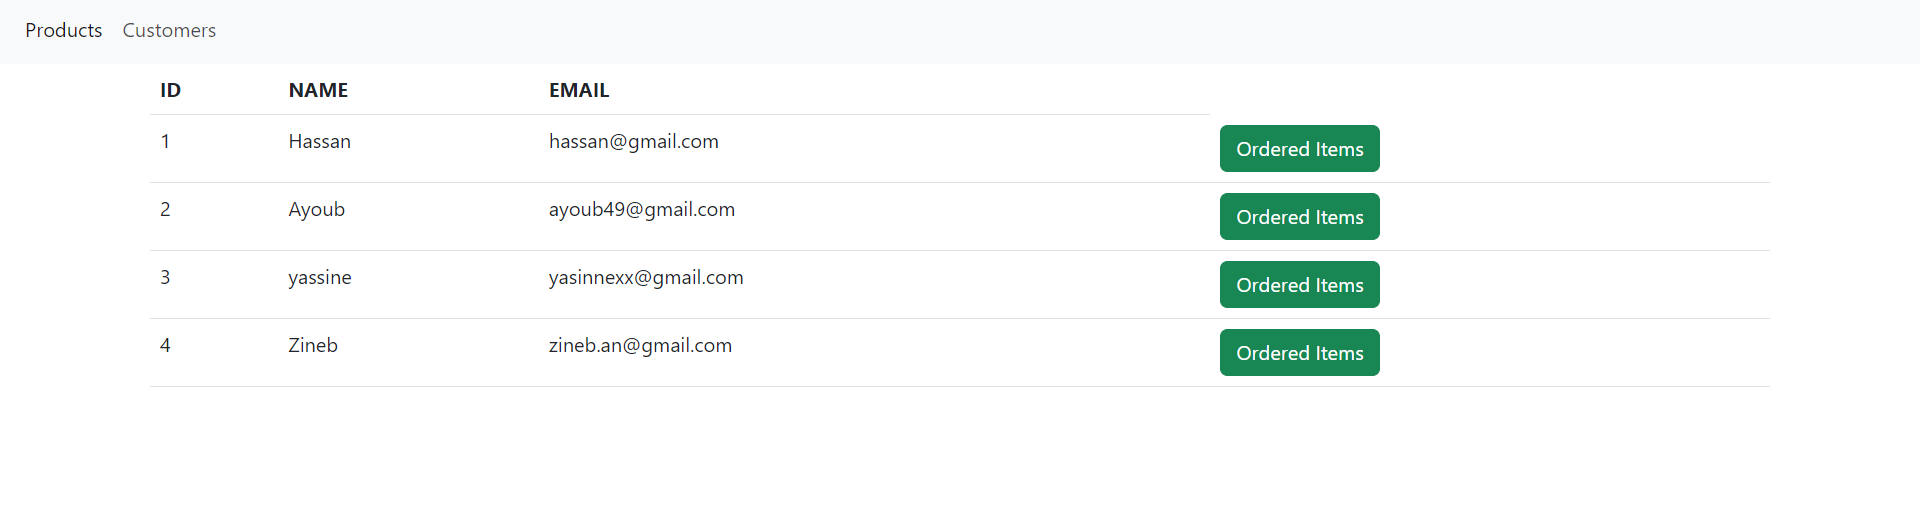 Products Customers
ID NAME EMAIL
1 Hassan hassan@gmail.com Ordered Items
2 Ayoub ayoub49@gmail.com Ordered Items
3 yassine yasinnexx@gmail.com Ordered Items
4 Zineb zineb.an@gmail.com Ordered Items